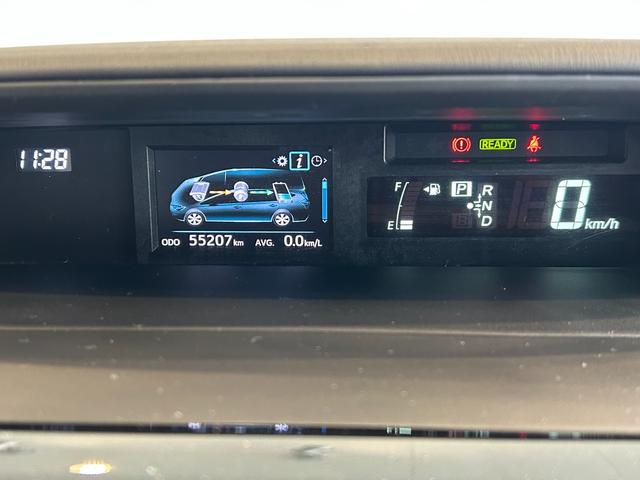 11:28
i
ODO 55207 km AVG. 0.0 km/L
READY
F
E
P
R
N
B D
0 km/h